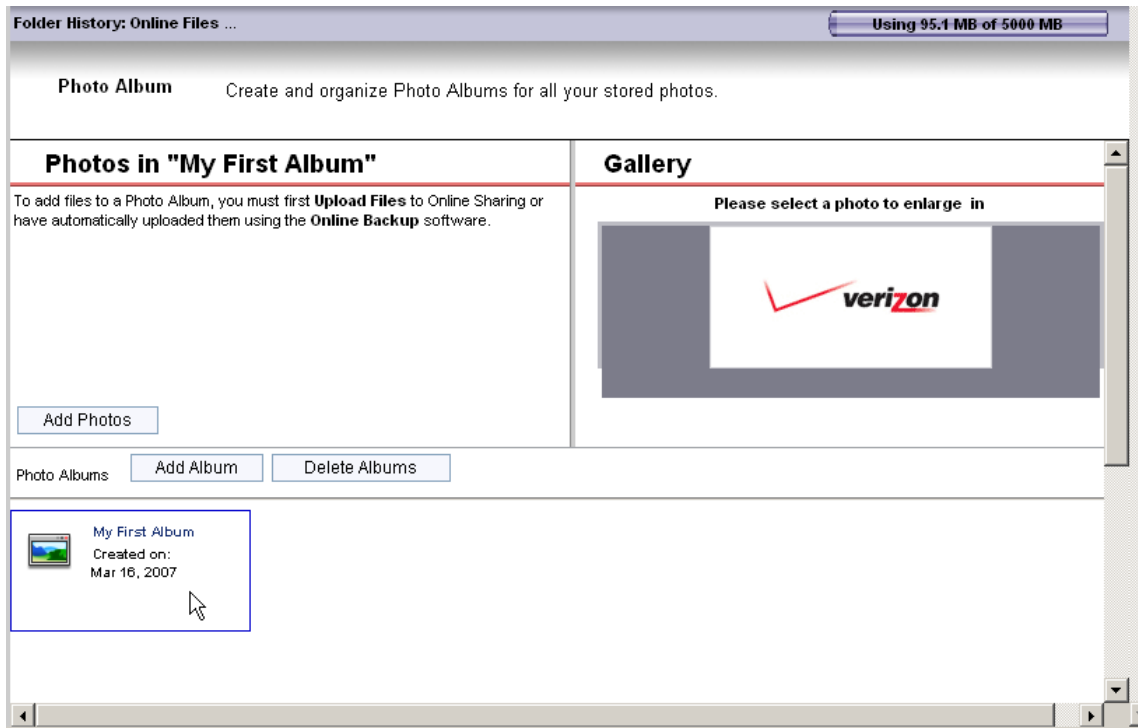 Folder History: Online Files ...
Using 95.1 MB of 5000 MB
Photo Album
Create and organize Photo Albums for all your stored photos.
Photos in "My First Album"
To add files to a Photo Album, you must first Upload Files to Online Sharing or
have automatically uploaded them using the Online Backup software.
Add Photos
Gallery
Please select a photo to enlarge in
verizon
Photo Albums
Add Album
Delete Albums
My First Album
Created on:
Mar 16, 2007